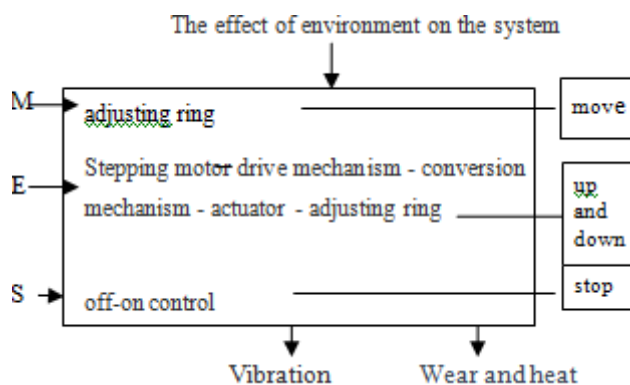 The effect of environment on the system
M
adjusting ring
move
E
Stepping motor drive mechanism - conversion
mechanism - actuator - adjusting ring
up
and
down
S
off-on control
stop
Vibration
Wear and heat